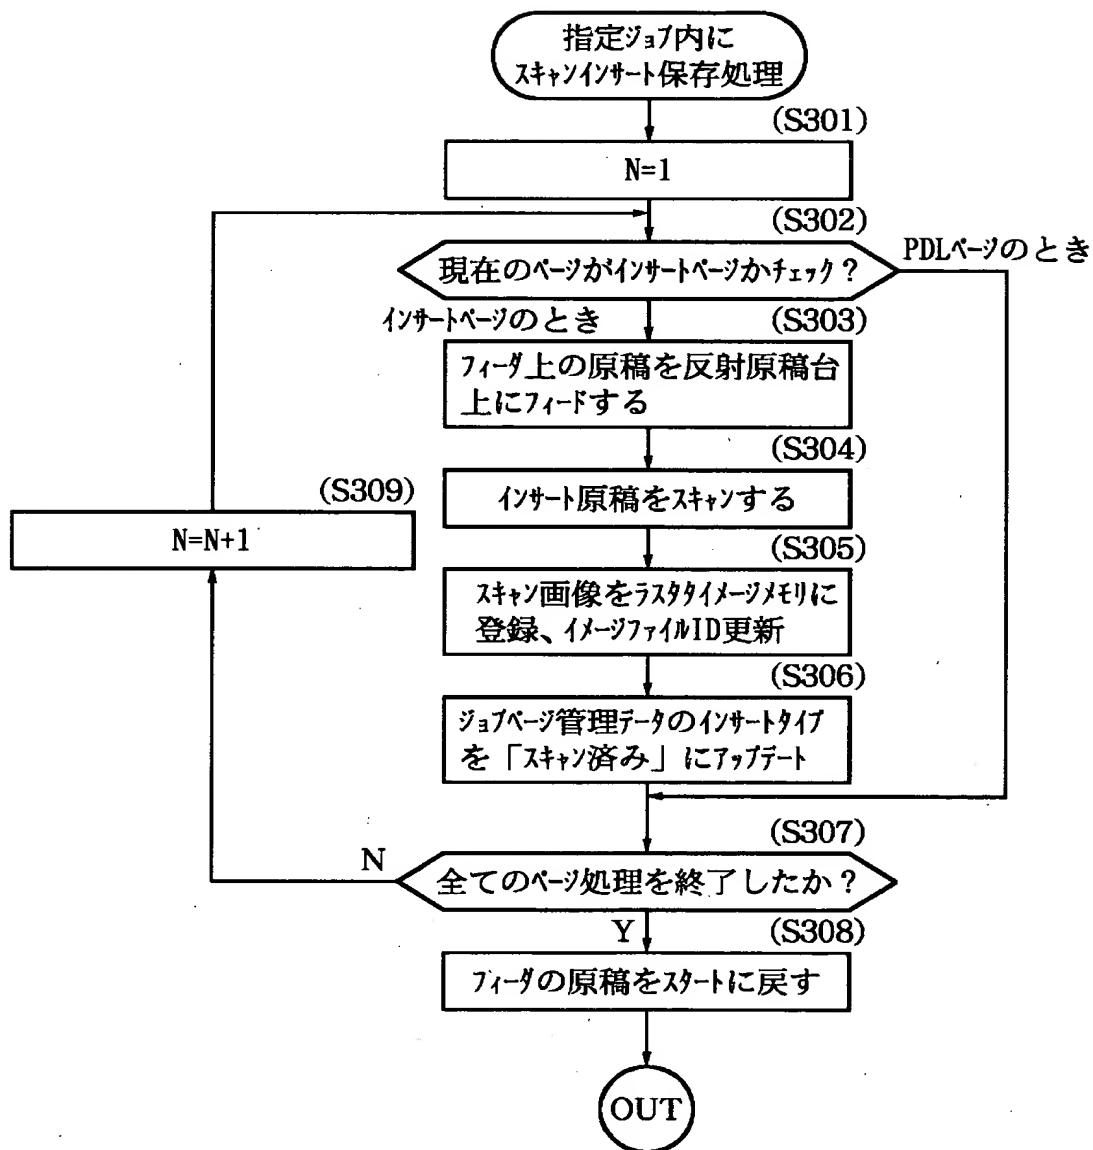 指定ジョブ内に
スキャンインサート保存処理
(S301)
N=1
(S302)
現在のページがインサートページかチェック？
PDLページのとき
インサートページのとき
(S303)
フィーダ上の原稿を反射原稿台
上にフィードする
(S304)
インサート原稿をスキャンする
(S309)
N=N+1
(S305)
スキャン画像をラスタタイメージメモリに
登録、イメージファイルID更新
(S306)
ジョブページ管理データのインサートタイプ
を「スキャン済み」にアップデート
(S307)
N
全てのページ処理を終了したか？
Y
(S308)
フィーダの原稿をスタートに戻す
OUT